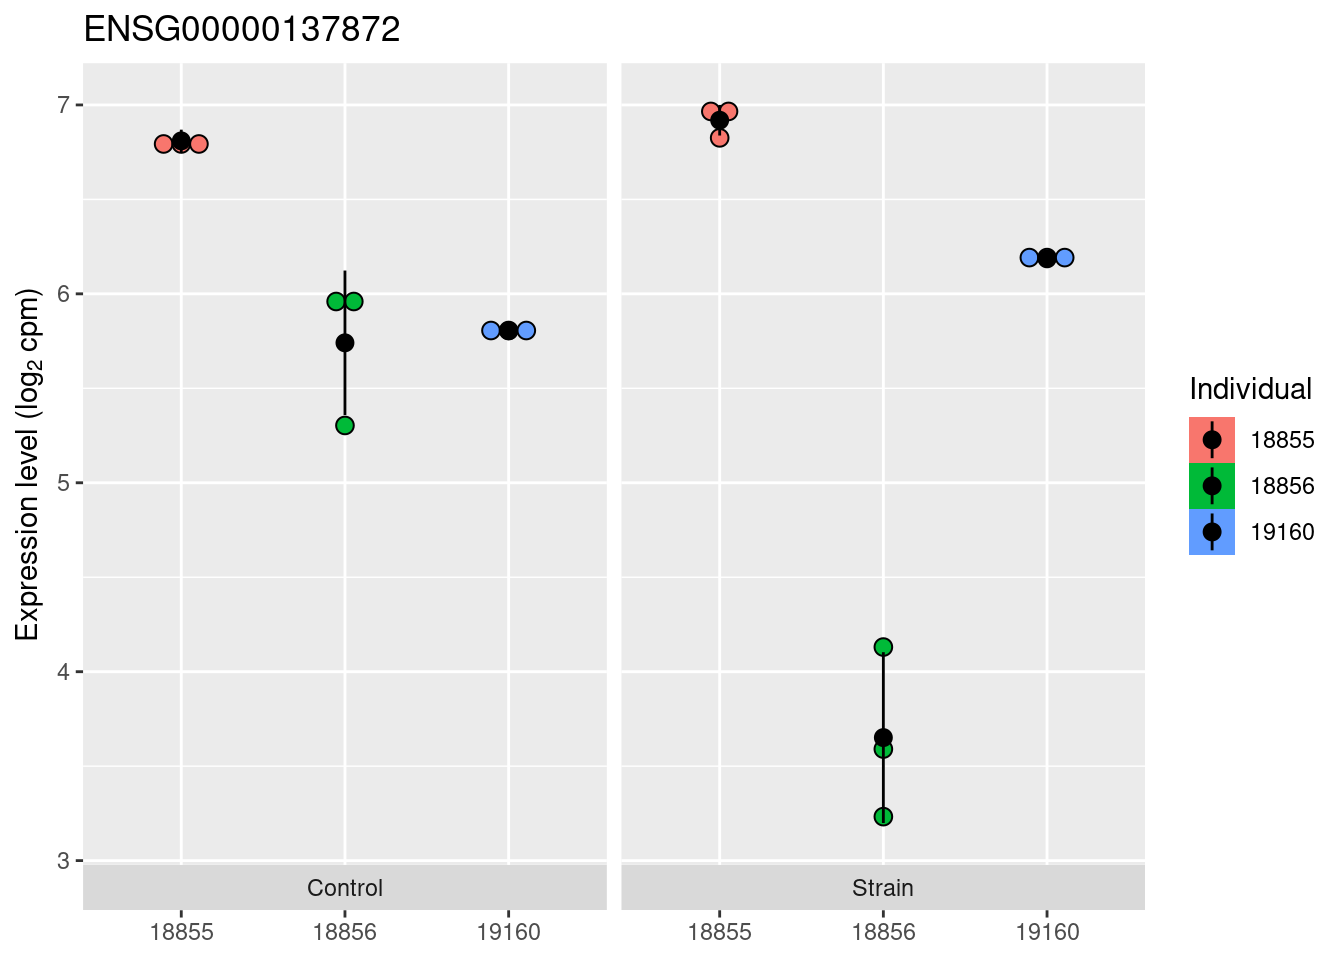 ENSG00000137872
Expression level (log2 cpm)
7
6
5
4
3
Control
Strain
18855
18856
19160
18855
18856
19160
Individual
18855
18856
19160